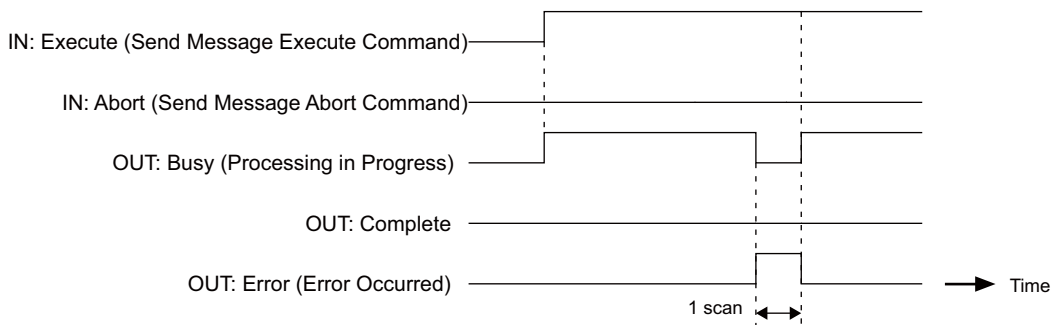 IN: Execute (Send Message Execute Command)
IN: Abort (Send Message Abort Command)
OUT: Busy (Processing in Progress)
OUT: Complete
OUT: Error (Error Occurred)
Time
1 scan